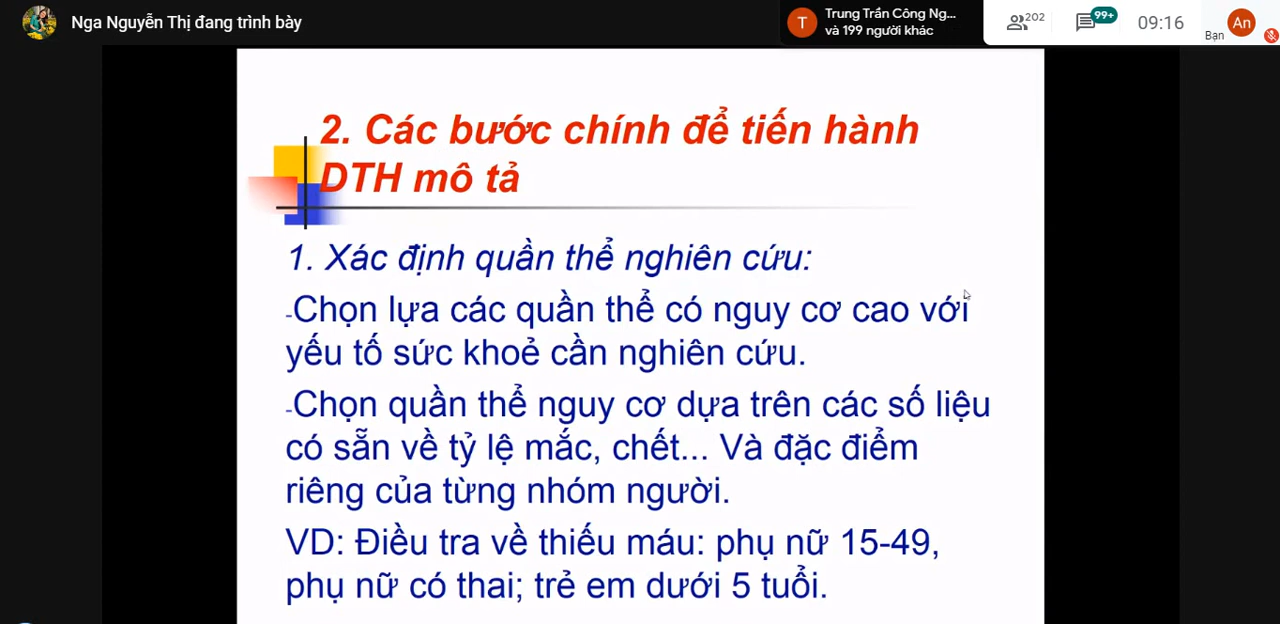 Nga Nguyễn Thị đang trình bày
T
Trung Trần Công Ng...
và 199 người khác
202
99+
09:16
Bạn
An
2. Các bước chính để tiến hành
DTH mô tả
1. Xác định quần thể nghiên cứu:
-Chọn lựa các quần thể có nguy cơ cao với
yếu tố sức khoẻ cần nghiên cứu.
-Chọn quần thể nguy cơ dựa trên các số liệu
có sẵn về tỷ lệ mắc, chết... Và đặc điểm
riêng của từng nhóm người.
VD: Điều tra về thiếu máu: phụ nữ 15-49,
phụ nữ có thai; trẻ em dưới 5 tuổi.